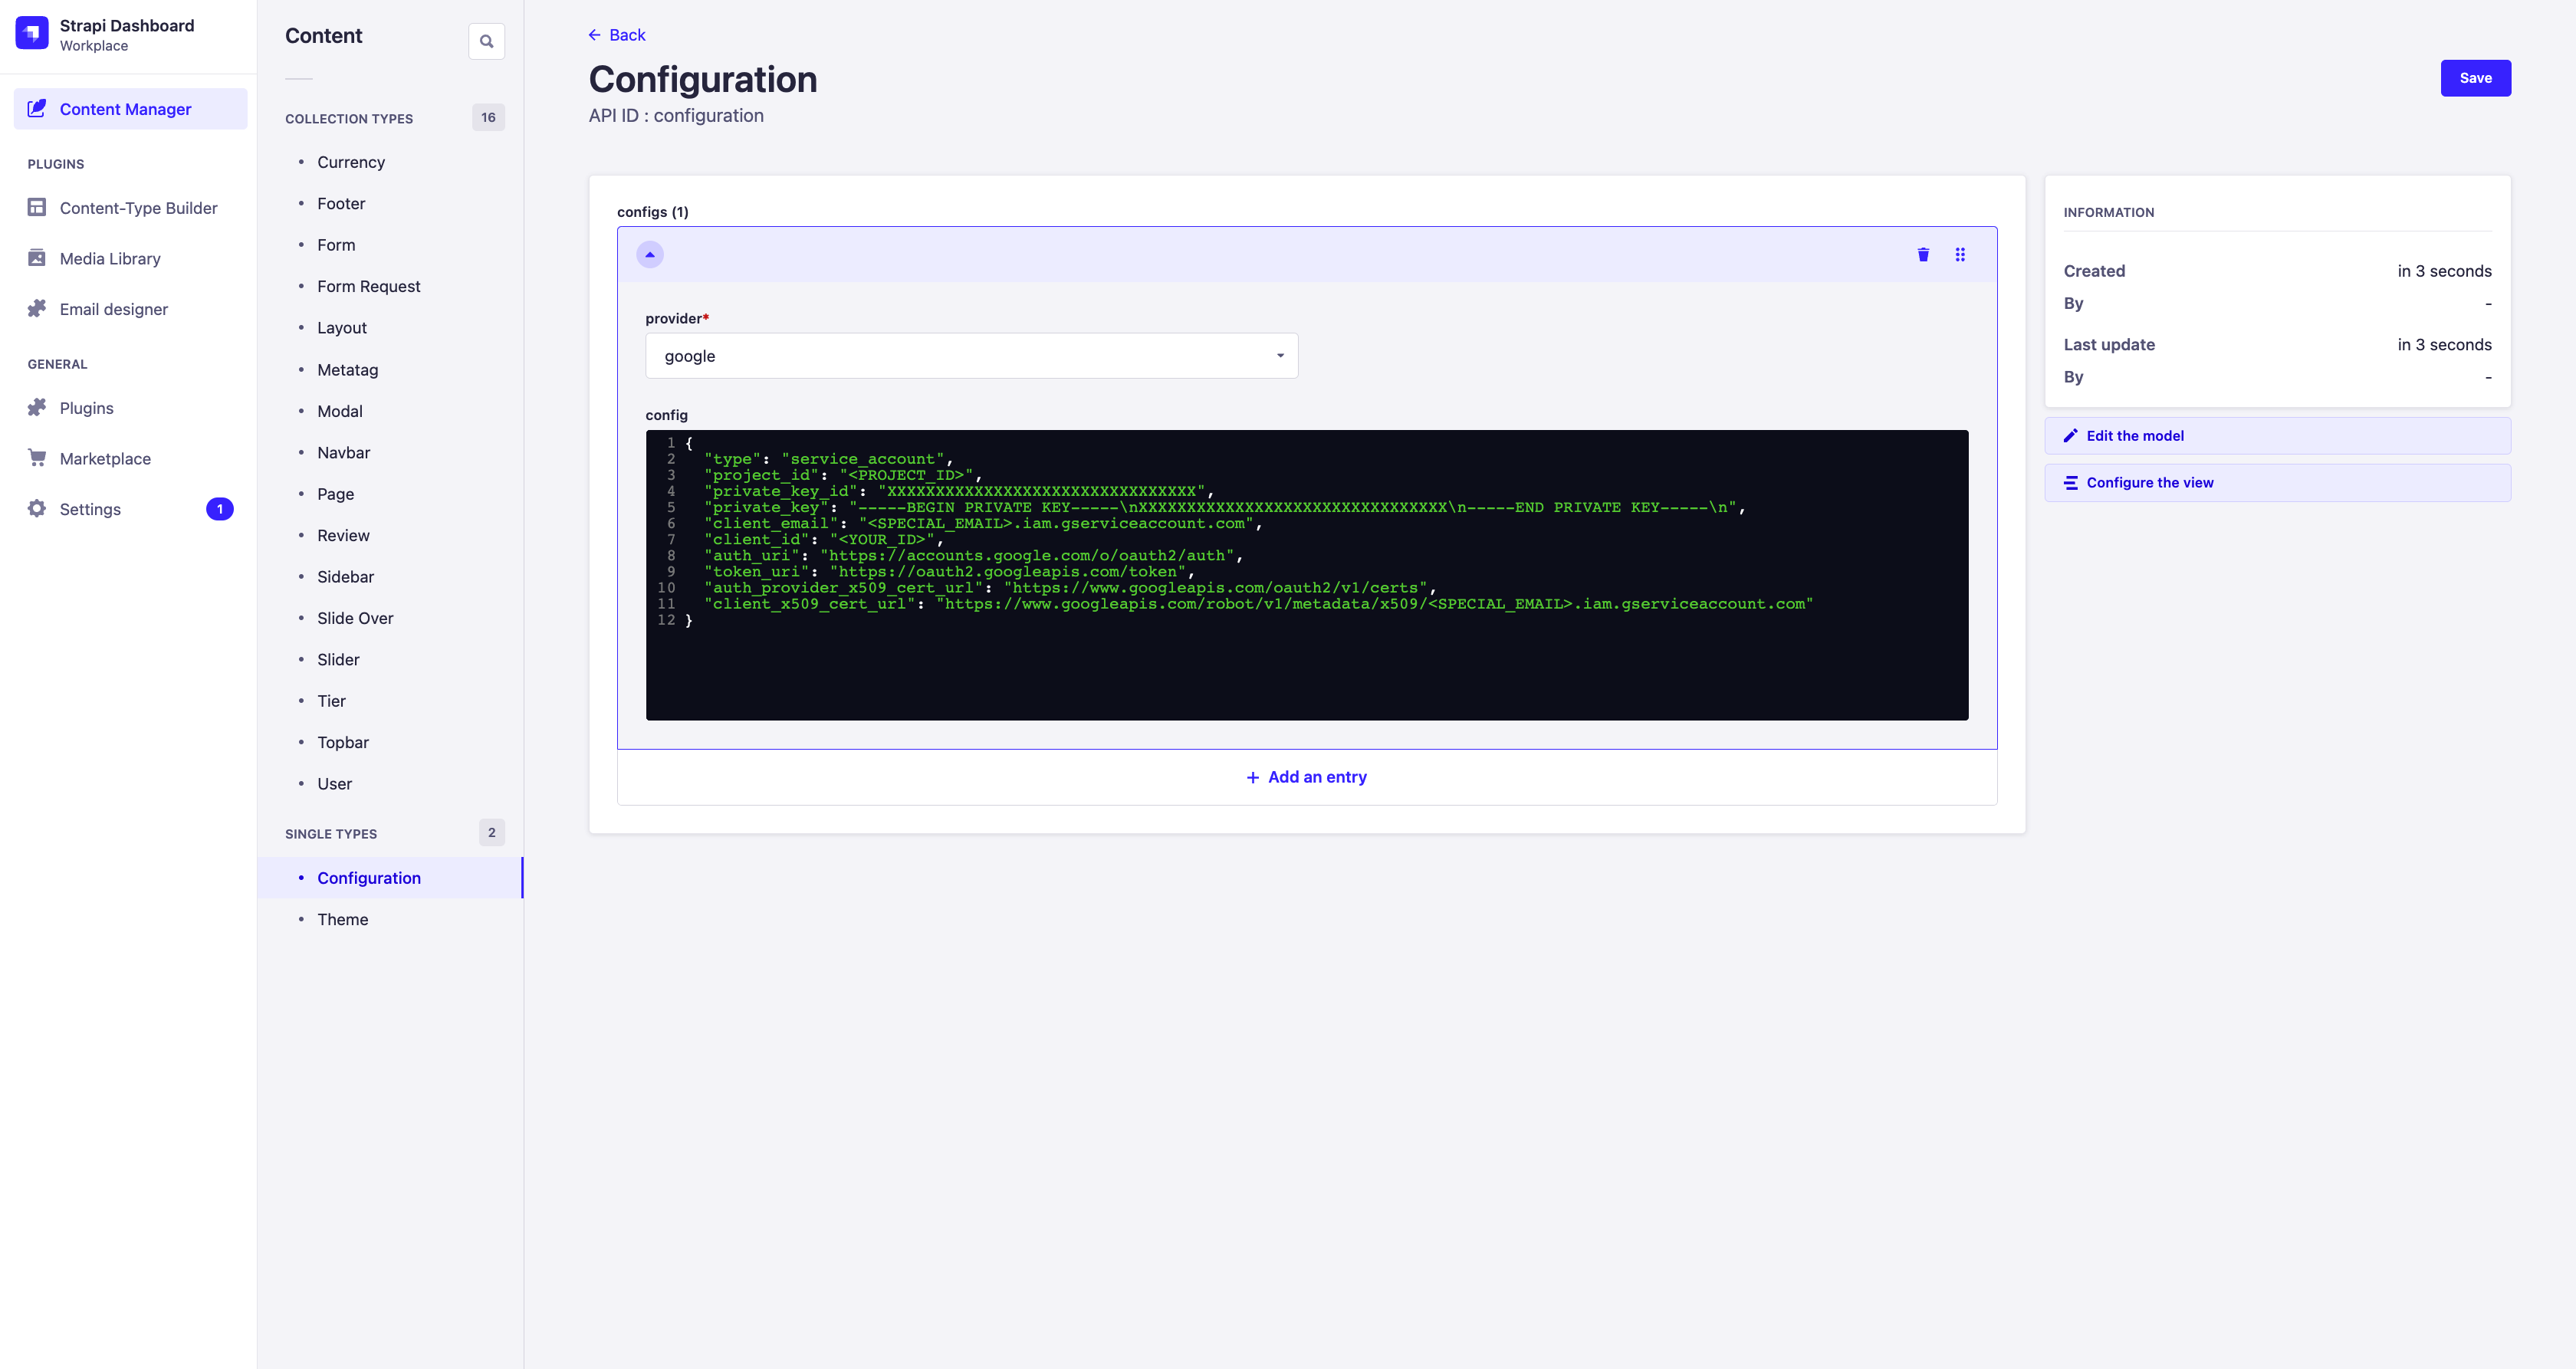 Strapi Dashboard
Workplace
Content Manager
PLUGINS
Content-Type Builder
Media Library
Email designer
GENERAL
Plugins
Marketplace
Settings
1
Content
COLLECTION TYPES
16
Currency
Footer
Form
Form Request
Layout
Metatag
Modal
Navbar
Page
Review
Sidebar
Slide Over
Slider
Tier
Topbar
User
SINGLE TYPES
2
Configuration
Theme
Back
Configuration
API ID : configuration
Save
configs (1)
provider*
google
config
1 {
2 "type": "service_account",
3 "project_id": "<PROJECT_ID>",
4 "private_key_id": "XXXXXXXXXXXXXXXXXXXXXXXXXXXXXXXX",
5 "private_key": "-----BEGIN PRIVATE KEY-----\nXXXXXXXXXXXXXXXXXXXXXXXXXXXXXXXX\n-----END PRIVATE KEY-----\n",
6 "client_email": "<SPECIAL_EMAIL>.iam.gserviceaccount.com",
7 "client_id": "<YOUR_ID>",
8 "auth_uri": "https://accounts.google.com/o/oauth2/auth",
9 "token_uri": "https://oauth2.googleapis.com/token",
10 "auth_provider_x509_cert_url": "https://www.googleapis.com/oauth2/v1/certs",
11 "client_x509_cert_url": "https://www.googleapis.com/robot/v1/metadata/x509/<SPECIAL_EMAIL>.iam.gserviceaccount.com"
12 }
Add an entry
INFORMATION
Created in 3 seconds
By -
Last update in 3 seconds
By -
Edit the model
Configure the view